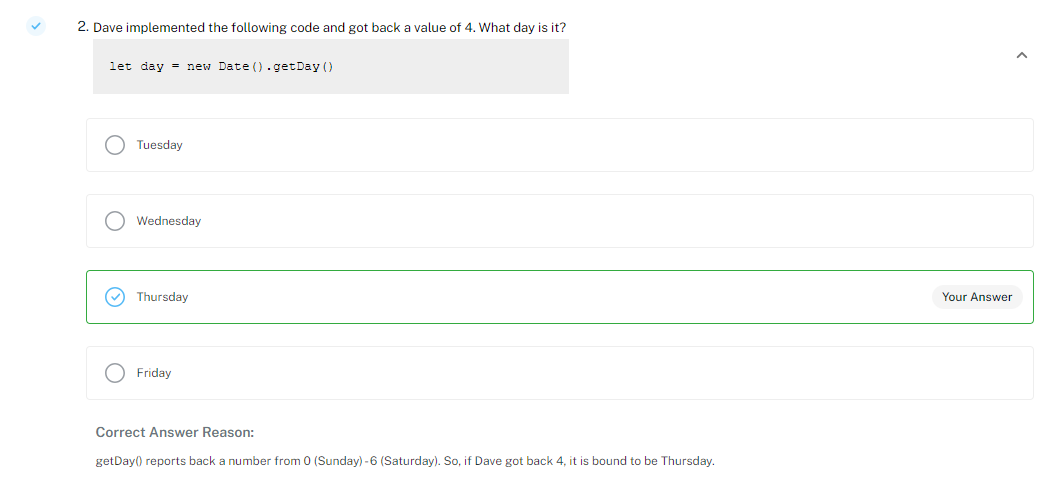 2. Dave implemented the following code and got back a value of 4. What day is it?
let day = new Date().getDay()
Tuesday
Wednesday
Thursday
Your Answer
Friday
Correct Answer Reason:
getDay() reports back a number from 0 (Sunday) - 6 (Saturday). So, if Dave got back 4, it is bound to be Thursday.